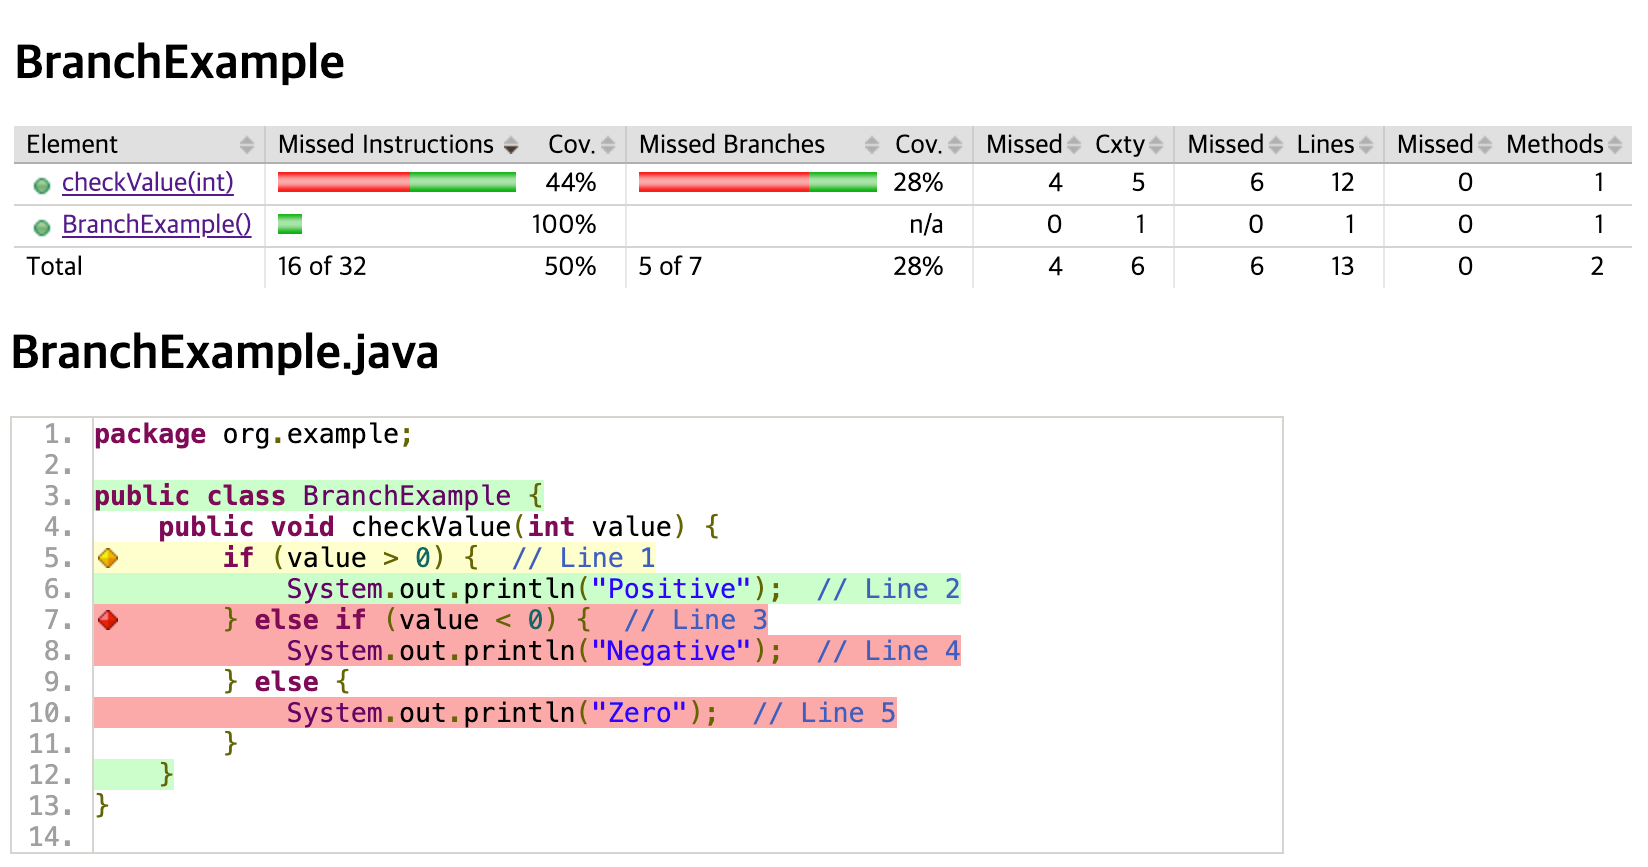 BranchExample
Element Missed Instructions Cov. Missed Branches Cov. Missed Cxty Missed Lines Missed Methods
checkValue(int) 44% 28% 4 5 6 12 0 1
BranchExample() 100% n/a 0 1 0 1 0 1
Total 16 of 32 50% 5 of 7 28% 4 6 6 13 0 2
BranchExample.java
1. package org.example;
2.
3. public class BranchExample {
4.     public void checkValue(int value) {
5.         if (value > 0) {  // Line 1
6.             System.out.println("Positive");  // Line 2
7.         } else if (value < 0) {  // Line 3
8.             System.out.println("Negative");  // Line 4
9.         } else {
10.             System.out.println("Zero");  // Line 5
11.         }
12.     }
13. }
14.